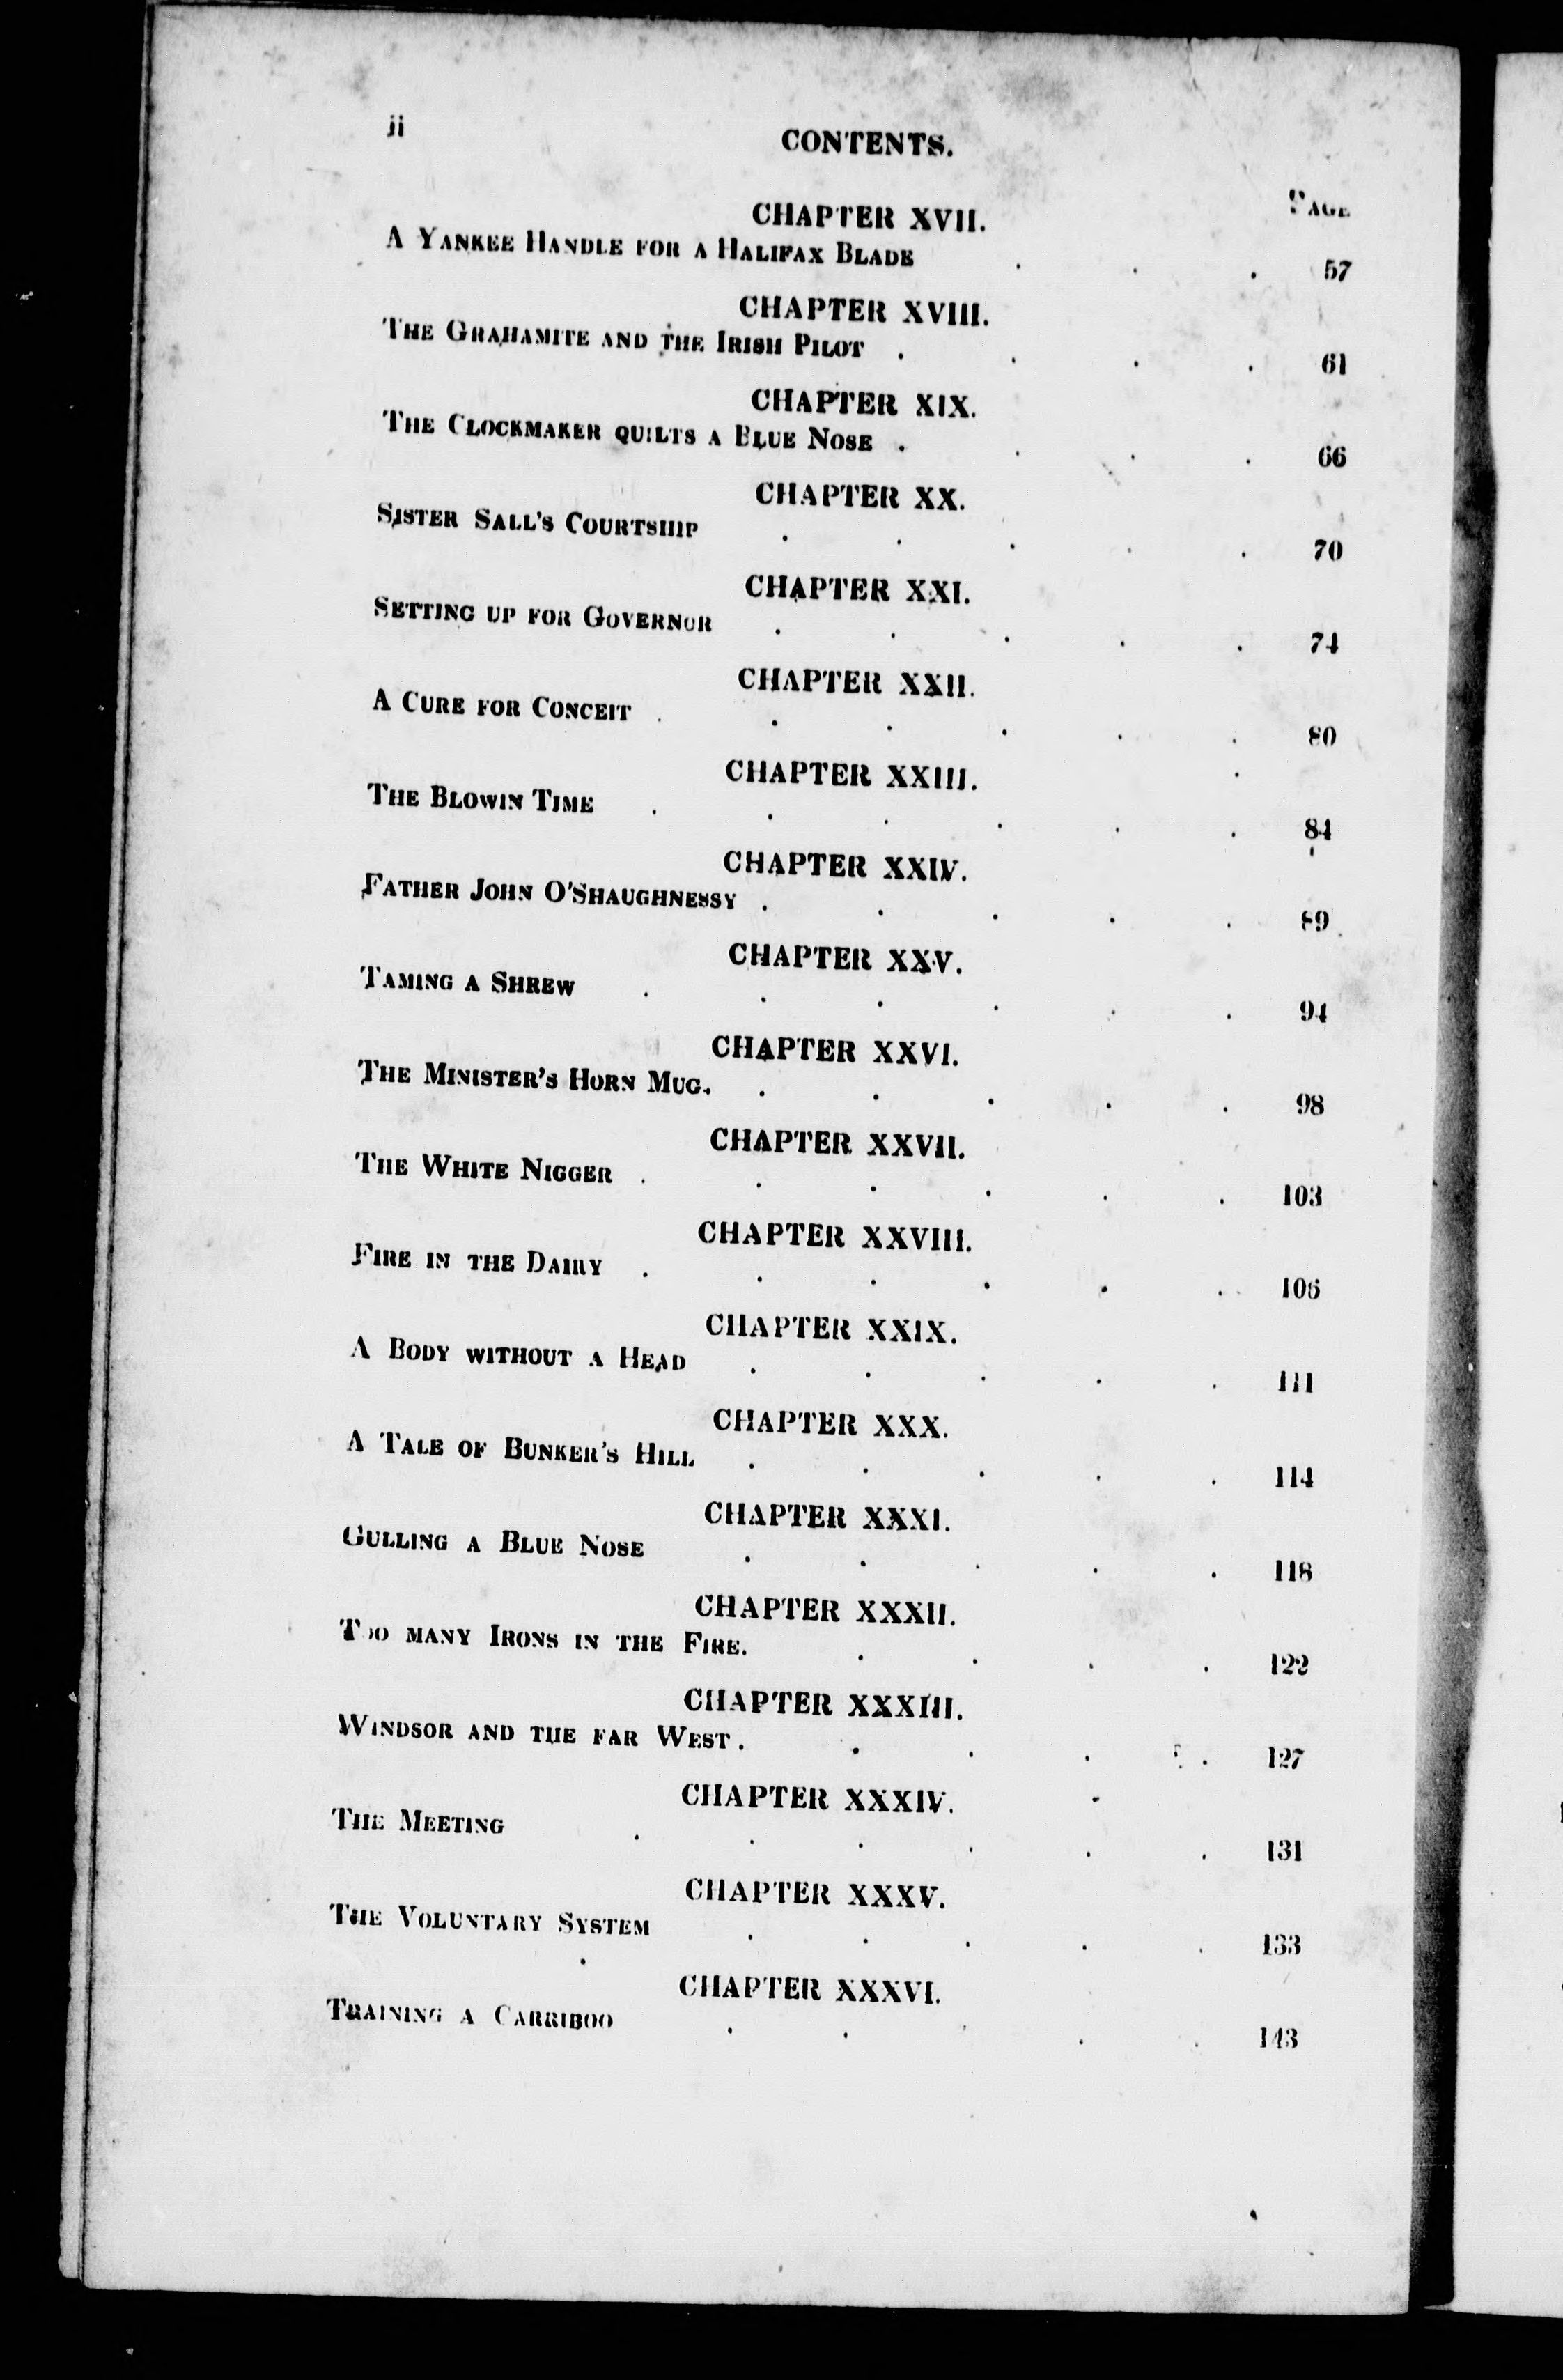 ii
CONTENTS.
PAGE
CHAPTER XVII.
A YANKEE HANDLE FOR A HALIFAX BLADE . . . 57
CHAPTER XVIII.
THE GRAHAMITE AND THE IRISH PILOT . . . . 61
CHAPTER XIX.
THE CLOCKMAKER QUILTS A BLUE NOSE . . . . 66
CHAPTER XX.
SISTER SALL'S COURTSHIP . . . . . 70
CHAPTER XXI.
SETTING UP FOR GOVERNOR . . . . . 74
CHAPTER XXII.
A CURE FOR CONCEIT . . . . . . 80
CHAPTER XXIII.
THE BLOWIN TIME . . . . . . 84
CHAPTER XXIV.
FATHER JOHN O'SHAUGHNESSY . . . . . 89
CHAPTER XXV.
TAMING A SHREW . . . . . . 94
CHAPTER XXVI.
THE MINISTER'S HORN MUG. . . . . . 98
CHAPTER XXVII.
THE WHITE NIGGER . . . . . . 103
CHAPTER XXVIII.
FIRE IN THE DAIRY . . . . . . 106
CHAPTER XXIX.
A BODY WITHOUT A HEAD . . . . . 111
CHAPTER XXX.
A TALE OF BUNKER'S HILL . . . . . 114
CHAPTER XXXI.
GULLING A BLUE NOSE . . . . . 118
CHAPTER XXXII.
TOO MANY IRONS IN THE FIRE. . . . . 122
CHAPTER XXXIII.
WINDSOR AND THE FAR WEST . . . . . 127
CHAPTER XXXIV.
THE MEETING . . . . . . 131
CHAPTER XXXV.
THE VOLUNTARY SYSTEM . . . . . 133
CHAPTER XXXVI.
TRAINING A CARRIBOO . . . . . 143